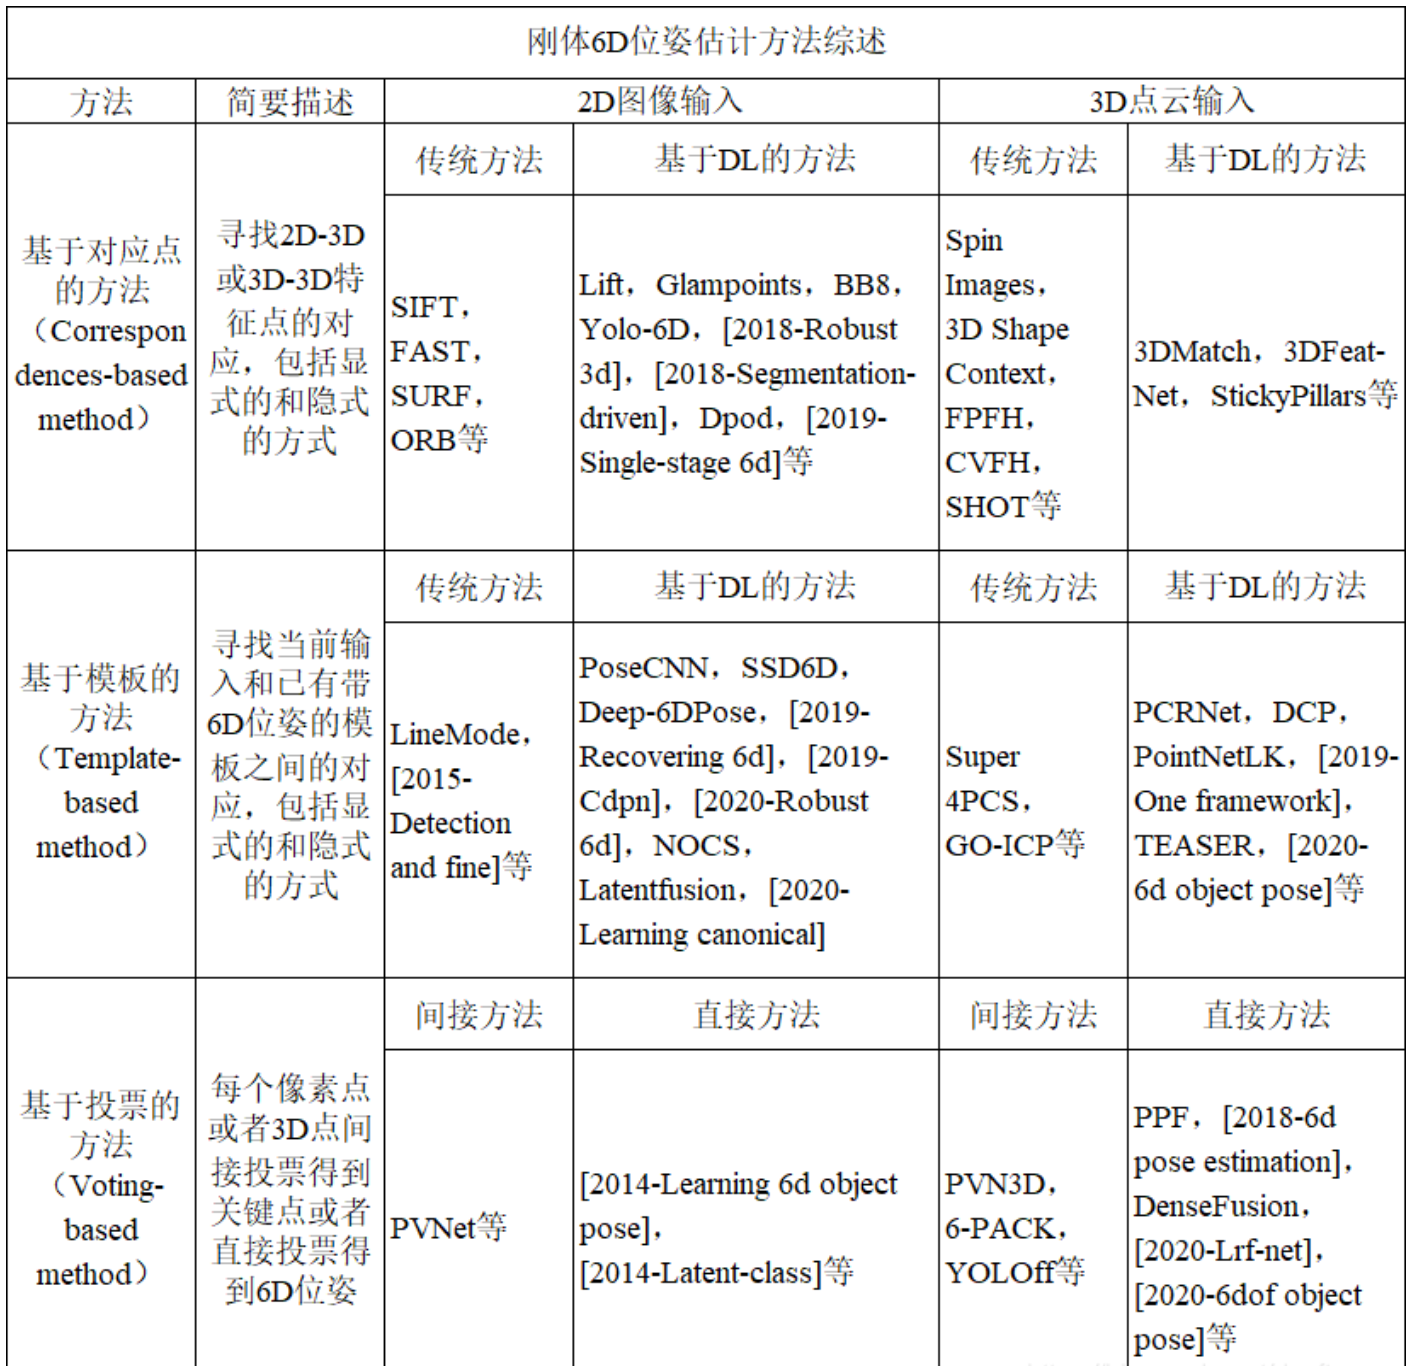 刚体6D位姿估计方法综述
方法
简要描述
2D图像输入
3D点云输入
基于对应点
的方法
（Correspon
dences-based
method）
寻找2D-3D
或3D-3D特
征点的对
应，包括显
式的和隐式
的方式
传统方法
基于DL的方法
传统方法
基于DL的方法
SIFT，
FAST，
SURF，
ORB等
Lift，Glampoints，BB8，
Yolo-6D，[2018-Robust
3d]，[2018-Segmentation-
driven]，Dpod，[2019-
Single-stage 6d]等
Spin
Images，
3D Shape
Context，
FPFH，
CVFH，
SHOT等
3DMatch，3DFeat-
Net，StickyPillars等
基于模板的
方法
（Template-
based
method）
寻找当前输
入和已有带
6D位姿的模
板之间的对
应，包括显
式的和隐式
的方式
传统方法
基于DL的方法
传统方法
基于DL的方法
LineMode，
[2015-
Detection
and fine]等
PoseCNN，SSD6D，
Deep-6DPose，[2019-
Recovering 6d]，[2019-
Cdpn]，[2020-Robust
6d]，NOCS，
Latentfusion，[2020-
Learning canonical]
Super
4PCS，
GO-ICP等
PCRNet，DCP，
PointNetLK，[2019-
One framework]，
TEASER，[2020-
6d object pose]等
基于投票的
方法
（Voting-
based
method）
每个像素点
或者3D点间
接投票得到
关键点或者
直接投票得
到6D位姿
间接方法
直接方法
间接方法
直接方法
PVNet等
[2014-Learning 6d object
pose]，
[2014-Latent-class]等
PVN3D，
6-PACK，
YOLOff等
PPF，[2018-6d
pose estimation]，
DenseFusion，
[2020-Lrf-net]，
[2020-6dof object
pose]等